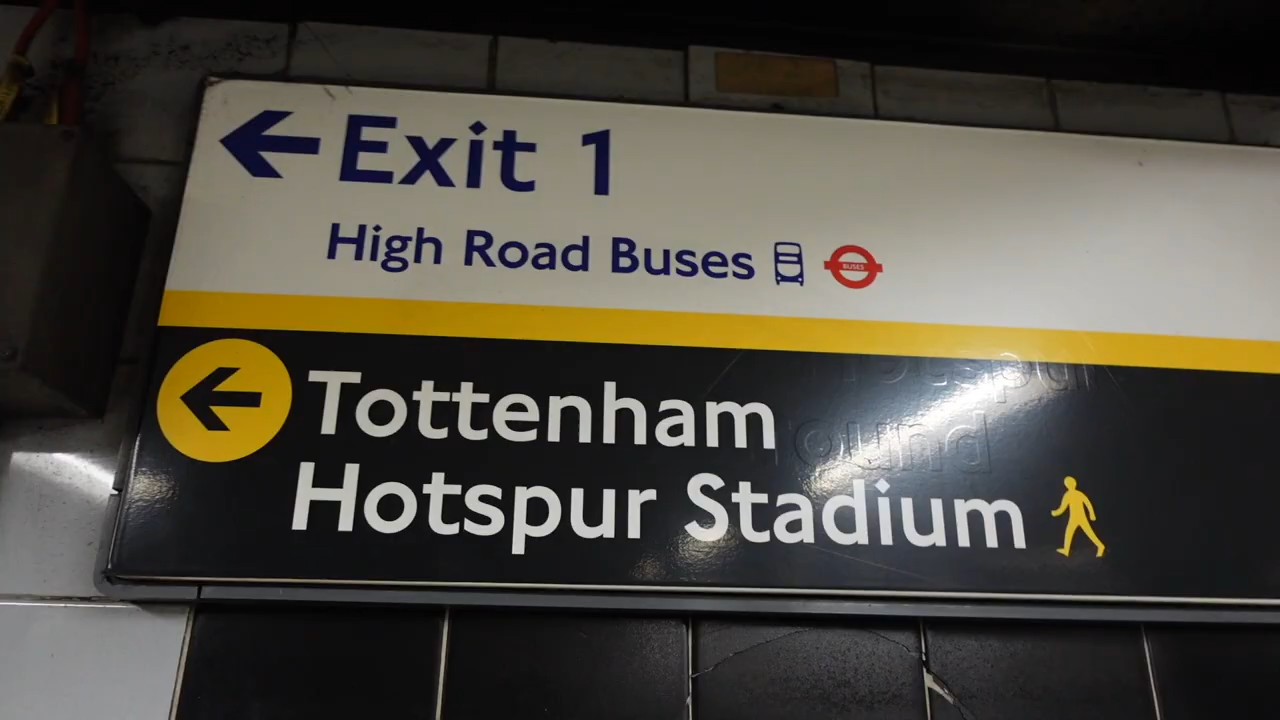 Exit 1
High Road Buses
BUSES
Tottenham
Hotspur Stadium